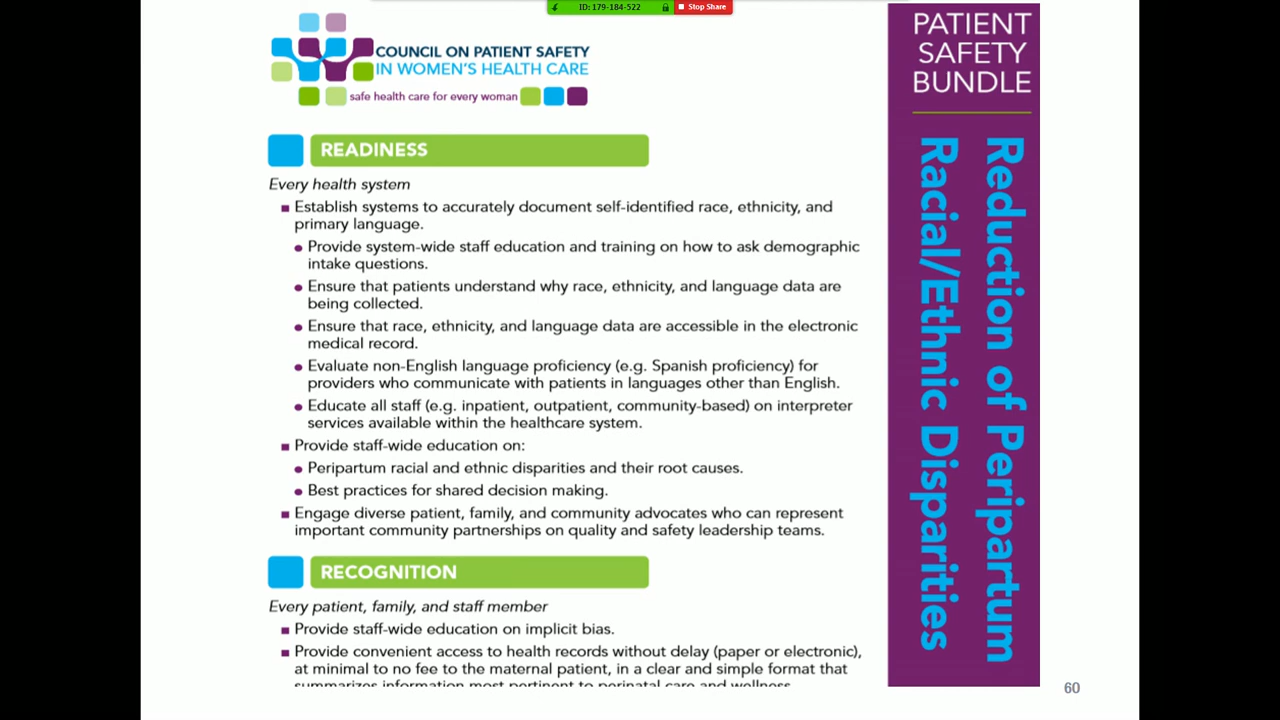 ID: 179-184-522
Stop Share
COUNCIL ON PATIENT SAFETY
IN WOMEN'S HEALTH CARE
safe health care for every woman
PATIENT
SAFETY
BUNDLE
Reduction of Peripartum
Racial/Ethnic Disparities
READINESS
Every health system
Establish systems to accurately document self-identified race, ethnicity, and
primary language.
Provide system-wide staff education and training on how to ask demographic
intake questions.
Ensure that patients understand why race, ethnicity, and language data are
being collected.
Ensure that race, ethnicity, and language data are accessible in the electronic
medical record.
Evaluate non-English language proficiency (e.g. Spanish proficiency) for
providers who communicate with patients in languages other than English.
Educate all staff (e.g. inpatient, outpatient, community-based) on interpreter
services available within the healthcare system.
Provide staff-wide education on:
Peripartum racial and ethnic disparities and their root causes.
Best practices for shared decision making.
Engage diverse patient, family, and community advocates who can represent
important community partnerships on quality and safety leadership teams.
RECOGNITION
Every patient, family, and staff member
Provide staff-wide education on implicit bias.
Provide convenient access to health records without delay (paper or electronic),
at minimal to no fee to the maternal patient, in a clear and simple format that
summarizes information most pertinent to perinatal care and wellness.
60